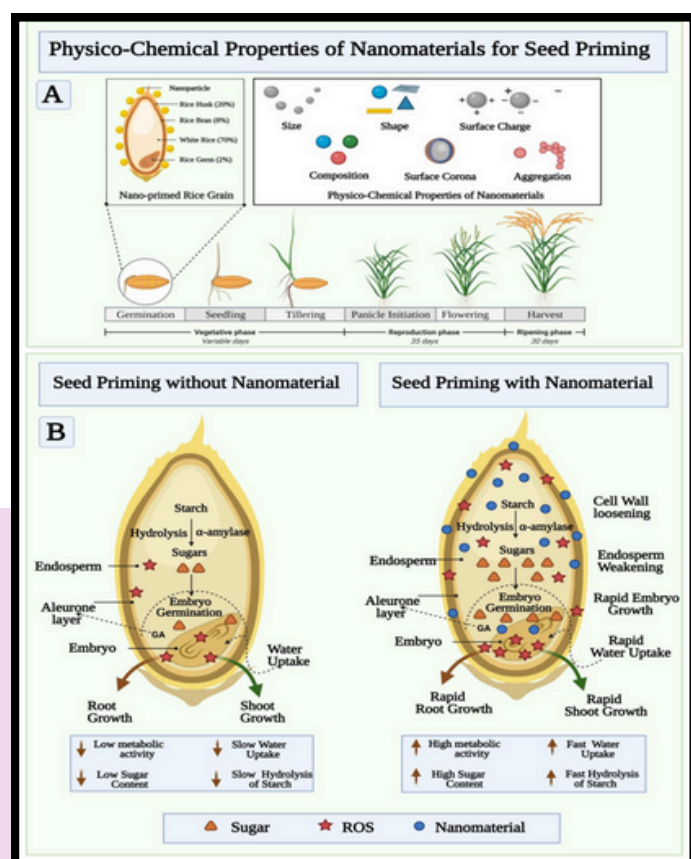 Physico-Chemical Properties of Nanomaterials for Seed Priming
A
Nanoparticle
Rice Husk (20%)
Rice Bran (8%)
White Rice (70%)
Rice Germ (2%)
Nano-primed Rice Grain
Size
Shape
Surface Charge
Composition
Surface Corona
Aggregation
Physico-Chemical Properties of Nanomaterials
Germination
Seedling
Tillering
Panicle Initiation
Flowering
Harvest
Vegetative phase
Variable days
Reproduction phase
35 days
Ripening phase
30 days
Seed Priming without Nanomaterial
Seed Priming with Nanomaterial
B
Starch
Hydrolysis
α-amylase
Sugars
Endosperm
Aleurone
layer
Embryo
Germination
GA
Embryo
Water
Uptake
Root
Growth
Shoot
Growth
Low metabolic
activity
Slow Water
Uptake
Low Sugar
Content
Slow Hydrolysis
of Starch
Starch
Hydrolysis
α-amylase
Sugars
Endosperm
Aleurone
layer
Embryo
Germination
GA
Embryo
Cell Wall
loosening
Endosperm
Weakening
Rapid Embryo
Growth
Rapid
Water Uptake
Rapid
Root Growth
Rapid
Shoot Growth
High metabolic
activity
Fast Water
Uptake
High Sugar
Content
Fast Hydrolysis
of Starch
Sugar
ROS
Nanomaterial